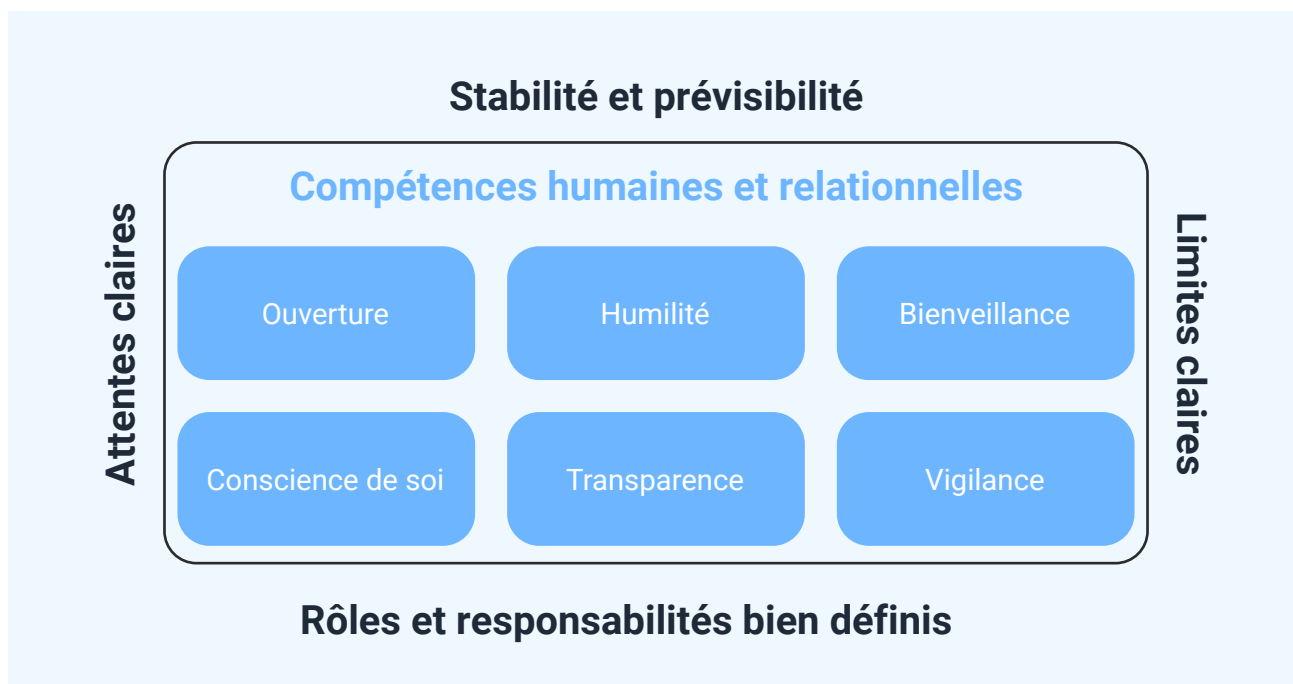 Stabilité et prévisibilité
Compétences humaines et relationnelles
Attentes claires
Limites claires
Ouverture
Humilité
Bienveillance
Conscience de soi
Transparence
Vigilance
Rôles et responsabilités bien définis